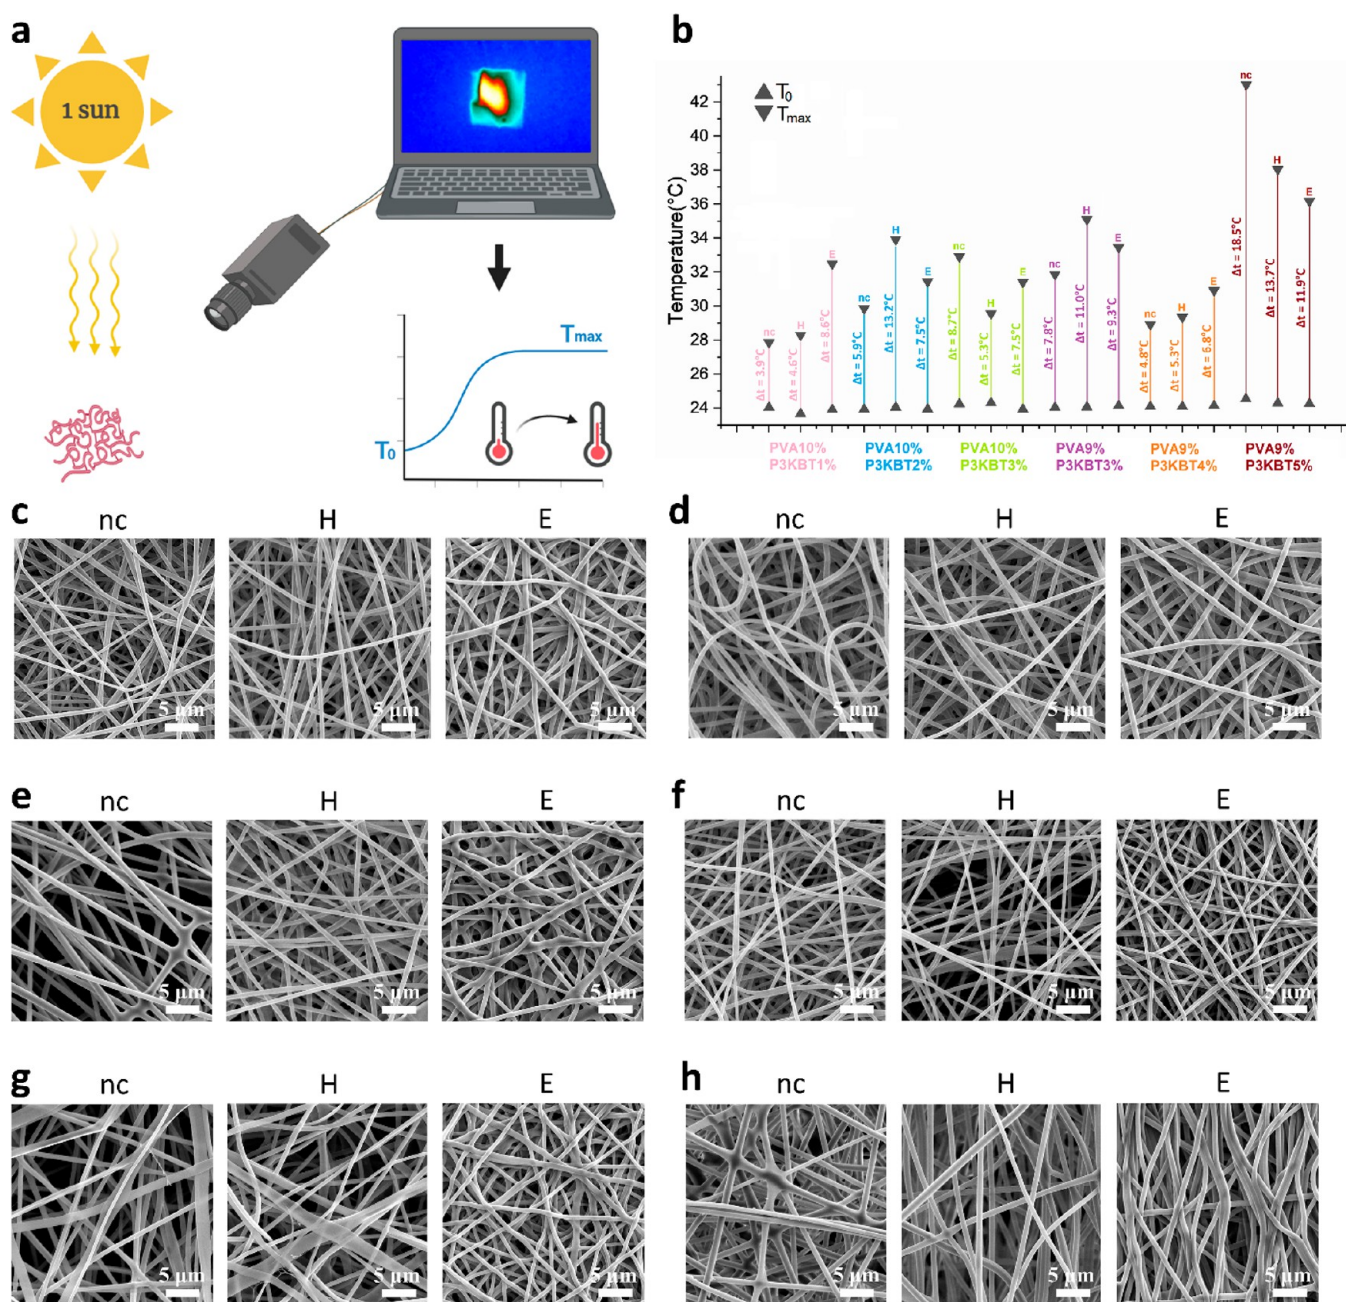 a
1 sun
Tmax
T0
b
T0
Tmax
Temperature(°C)
42
40
38
36
34
32
30
28
26
24
nc
H
E
nc
H
E
nc
H
E
nc
H
E
nc
H
E
nc
H
E
Δt = 3.9°C
Δt = 4.6°C
Δt = 8.6°C
Δt = 5.9°C
Δt = 13.2°C
Δt = 7.5°C
Δt = 8.7°C
Δt = 5.3°C
Δt = 7.5°C
Δt = 7.8°C
Δt = 11.0°C
Δt = 9.3°C
Δt = 4.8°C
Δt = 5.3°C
Δt = 6.8°C
Δt = 18.5°C
Δt = 13.7°C
Δt = 11.9°C
PVA10% PVA10% PVA10% PVA9% PVA9% PVA9%
P3KBT1% P3KBT2% P3KBT3% P3KBT3% P3KBT4% P3KBT5%
c
nc H E
5 µm 5 µm 5 µm
d
nc H E
5 µm 5 µm 5 µm
e
nc H E
5 µm 5 µm 5 µm
f
nc H E
5 µm 5 µm 5 µm
g
nc H E
5 µm 5 µm 5 µm
h
nc H E
5 µm 5 µm 5 µm